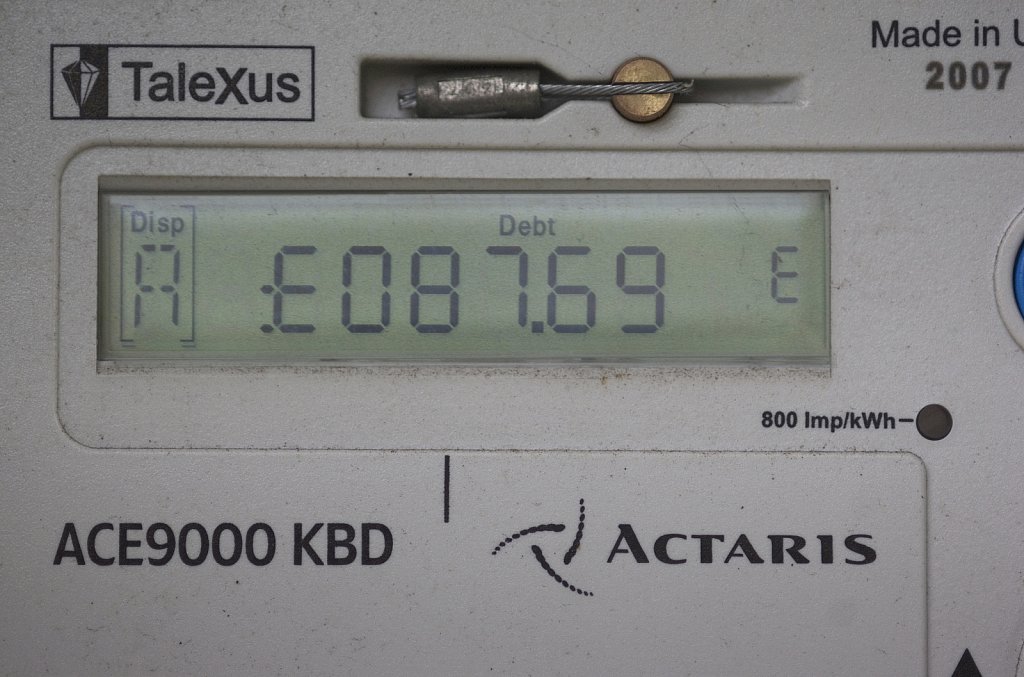 TaleXus
Made in
2007
Disp
Debt
A £087.69 E
800 Imp/kWh
ACE9000 KBD
ACTARIS